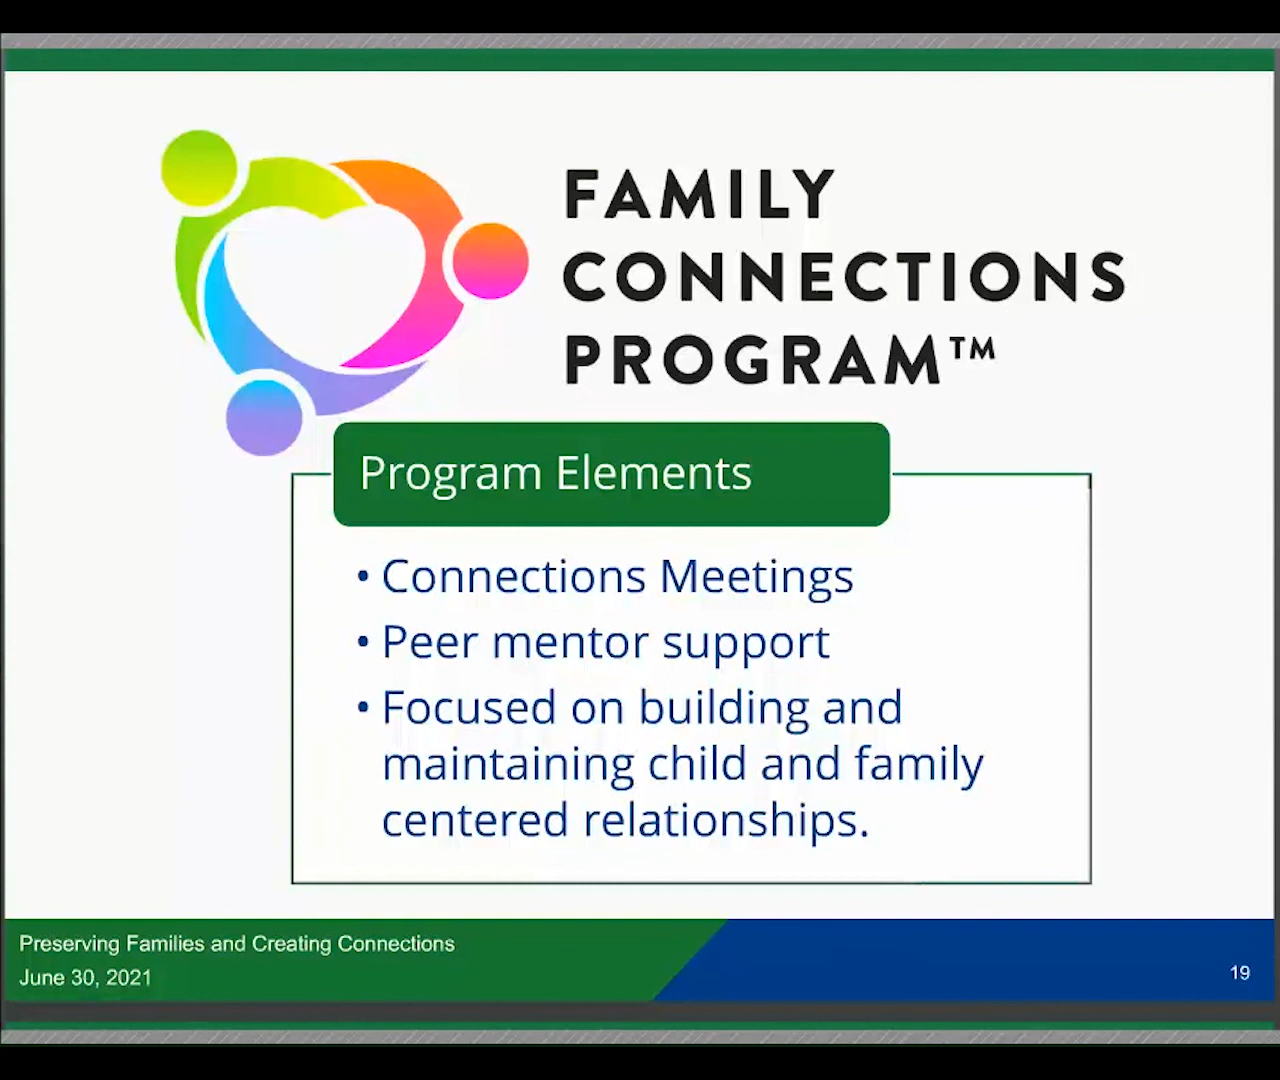 FAMILY
CONNECTIONS
PROGRAM™
Program Elements
• Connections Meetings
• Peer mentor support
• Focused on building and
maintaining child and family
centered relationships.
Preserving Families and Creating Connections
June 30, 2021
19